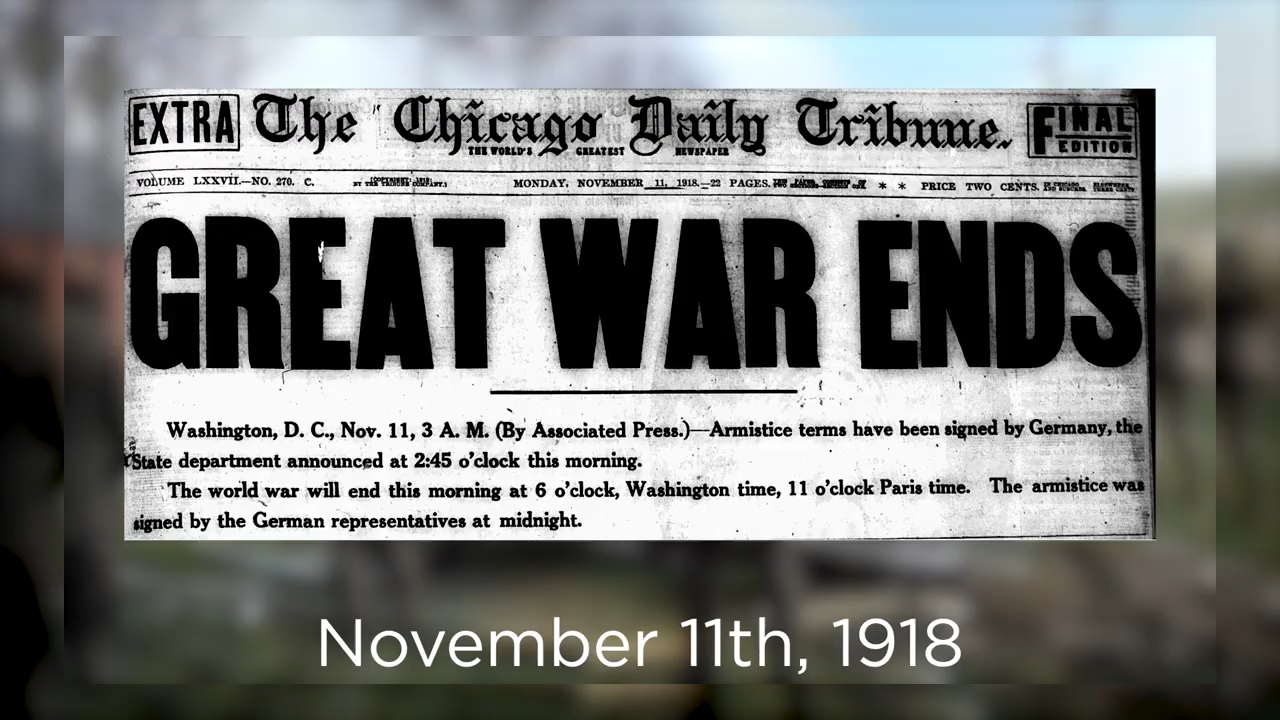 EXTRA The Chicago Daily Tribune. FINAL EDITION
THE WORLD'S GREATEST NEWSPAPER
VOLUME LXXVII.—NO. 270. C. MONDAY, NOVEMBER 11, 1918.—22 PAGES. * * PRICE TWO CENTS.
GREAT WAR ENDS
Washington, D. C., Nov. 11, 3 A. M. (By Associated Press.)—Armistice terms have been signed by Germany, the
State department announced at 2:45 o'clock this morning.
The world war will end this morning at 6 o'clock, Washington time, 11 o'clock Paris time. The armistice was
signed by the German representatives at midnight.
November 11th, 1918